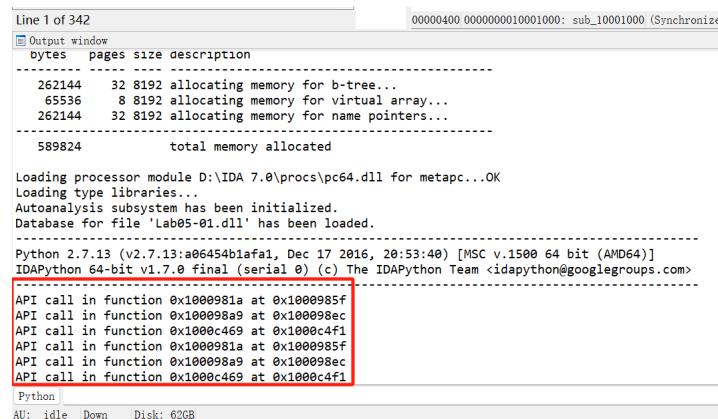 Line 1 of 342
00000400 0000000010001000: sub_10001000 (Synchronize
Output window
bytes pages size description
--------- ----- ---- --------------------------------------------
262144 32 8192 allocating memory for b-tree...
65536 8 8192 allocating memory for virtual array...
262144 32 8192 allocating memory for name pointers...
-----------------------------------------------------------------
589824 total memory allocated
Loading processor module D:\IDA 7.0\procs\pc64.dll for metapc...OK
Loading type libraries...
Autoanalysis subsystem has been initialized.
Database for file 'Lab05-01.dll' has been loaded.
-----------------------------------------------------------------------------------------
Python 2.7.13 (v2.7.13:a06454b1afa1, Dec 17 2016, 20:53:40) [MSC v.1500 64 bit (AMD64)]
IDAPython 64-bit v1.7.0 final (serial 0) (c) The IDAPython Team <idapython@googlegroups.com>
-----------------------------------------------------------------------------------------
API call in function 0x1000981a at 0x1000985f
API call in function 0x100098a9 at 0x100098ec
API call in function 0x1000c469 at 0x1000c4f1
API call in function 0x1000981a at 0x1000985f
API call in function 0x100098a9 at 0x100098ec
API call in function 0x1000c469 at 0x1000c4f1
Python
AU: idle Down Disk: 62GB